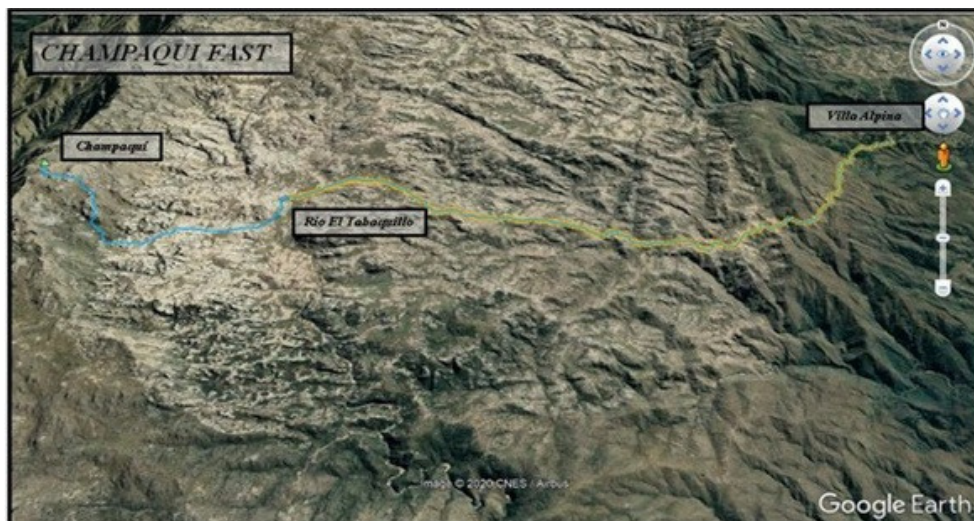 CHAMPAQUI EAST
N
Villa Alpina
Champaquí
Río El Tabaquillo
Image © 2020 CNES / Airbus
Google Earth